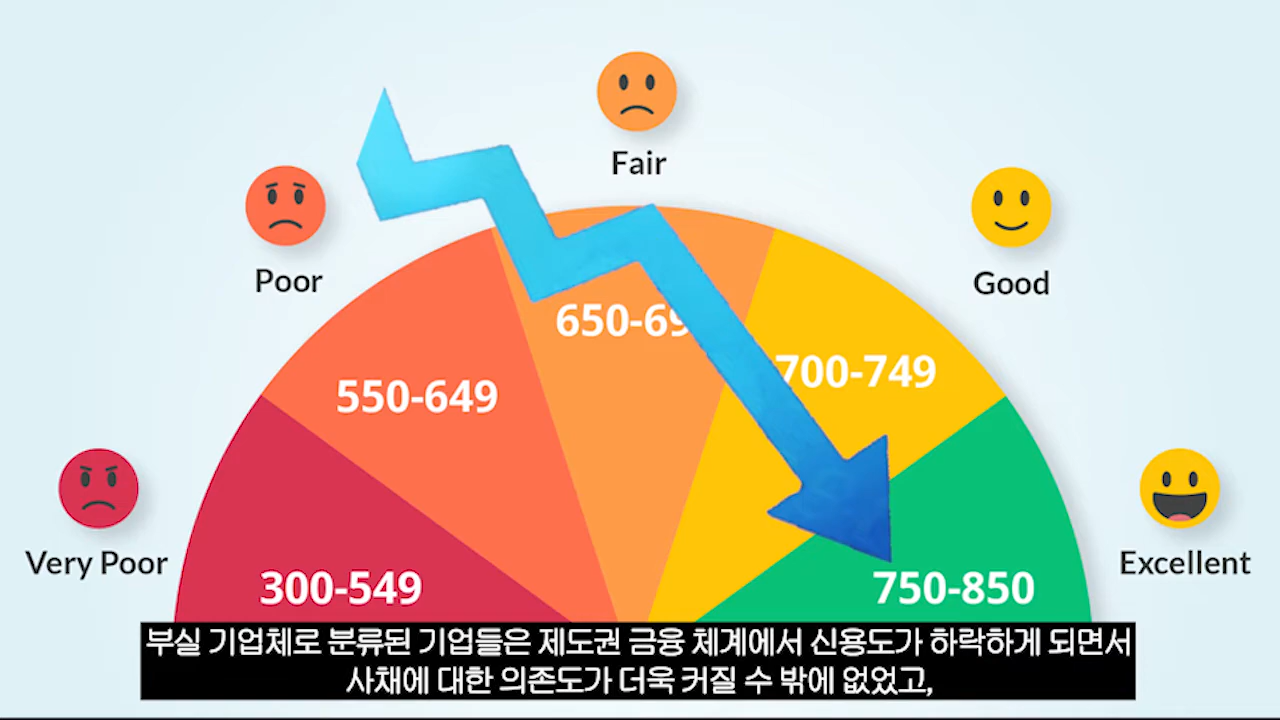 Fair
Poor
Good
650-69
700-749
550-649
Very Poor
Excellent
300-549
750-850
부실 기업체로 분류된 기업들은 제도권 금융 체계에서 신용도가 하락하게 되면서
사채에 대한 의존도가 더욱 커질 수 밖에 없었고,